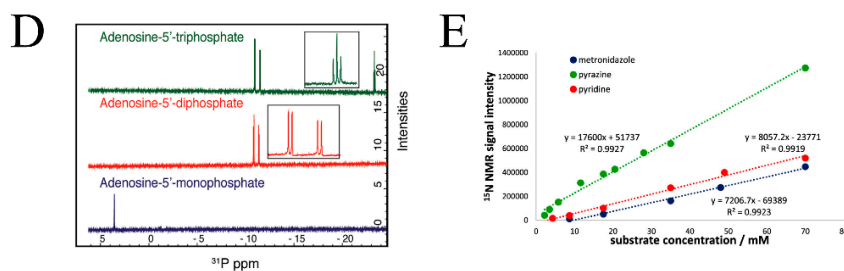 D
Adenosine-5'-triphosphate
Adenosine-5'-diphosphate
Adenosine-5'-monophosphate
0 5 10 15 20
Intensities
5 0 - 5 - 10 - 15 - 20
³¹P ppm
E
¹⁵N NMR signal intensity
1400000
1200000
1000000
800000
600000
400000
200000
0
metronidazole
pyrazine
pyridine
y = 17600x + 51737
R² = 0.9927
y = 8057.2x - 23771
R² = 0.9919
y = 7206.7x - 69389
R² = 0.9923
0 10 20 30 40 50 60 70 8
substrate concentration / mM